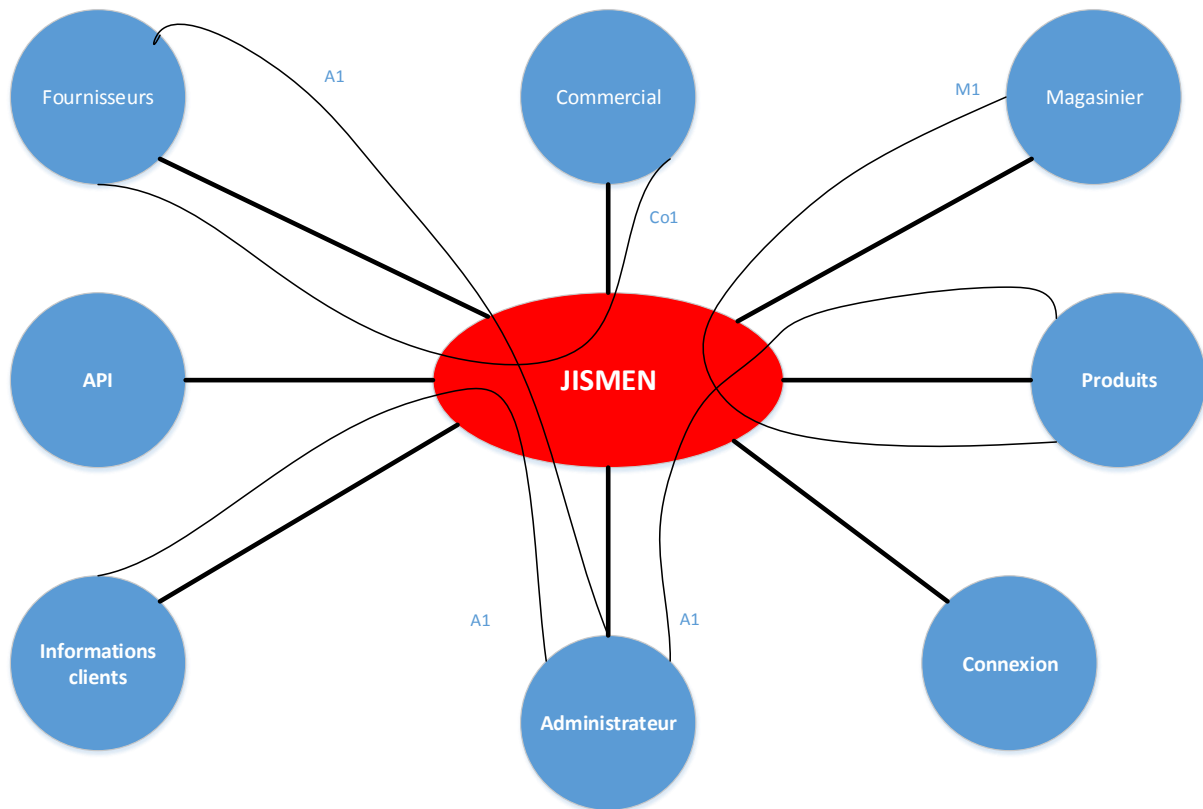 A1
M1
Fournisseurs
Commercial
Magasinier
Co1
API
JISMEN
Produits
A1
A1
Informations
clients
Connexion
Administrateur